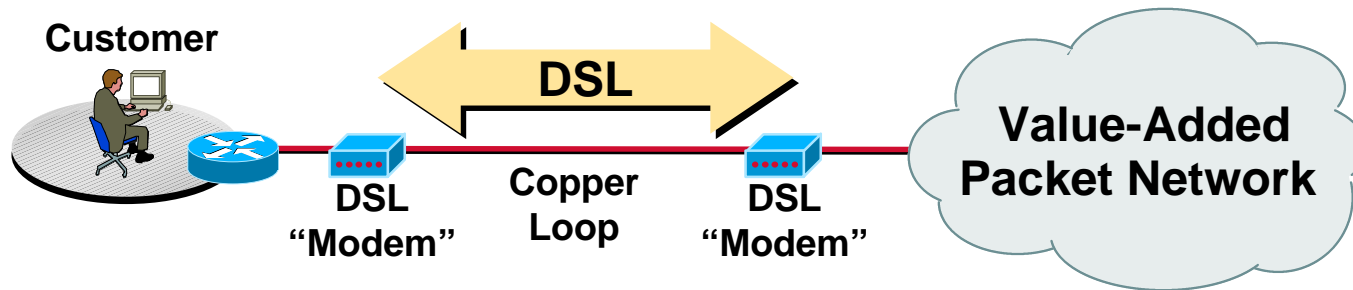 Customer
DSL
Value-Added
Packet Network
DSL
“Modem”
Copper
Loop
DSL
“Modem”